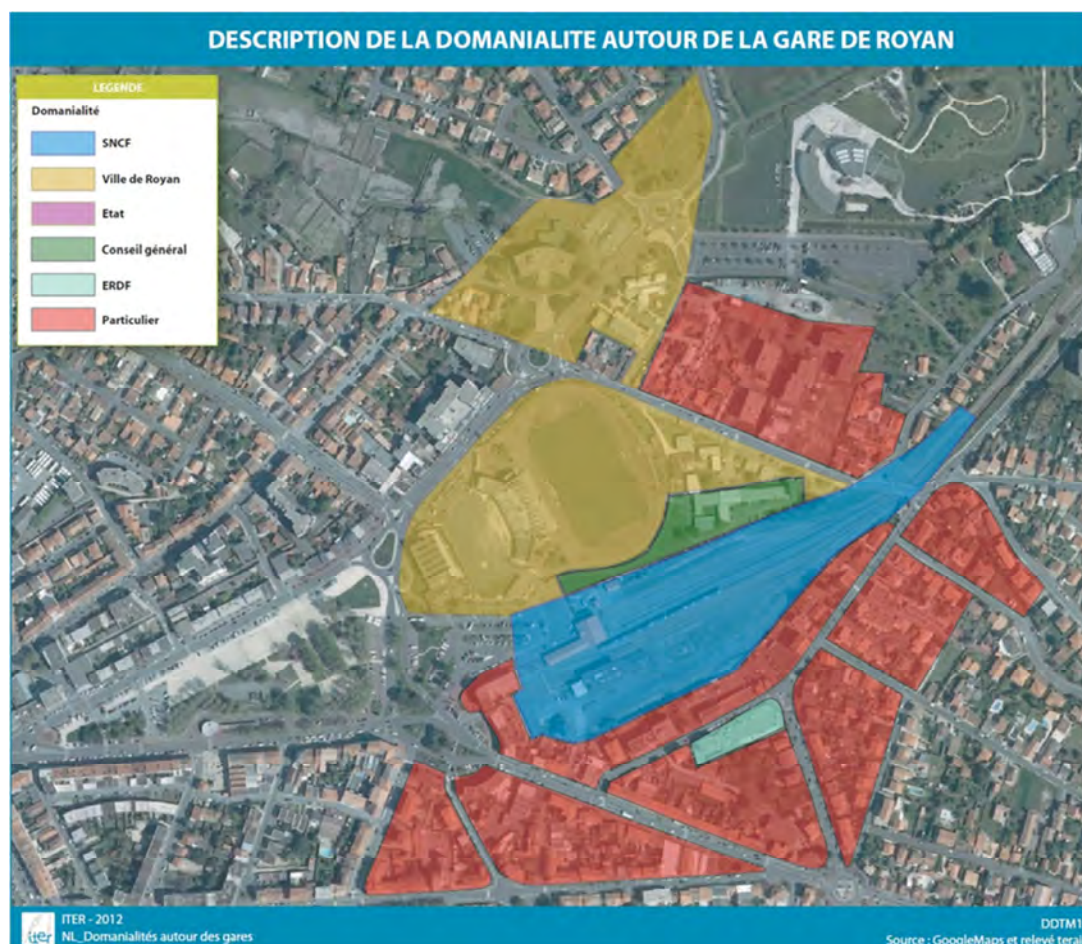 DESCRIPTION DE LA DOMANIALITE AUTOUR DE LA GARE DE ROYAN
LEGENDE
Domanialité
SNCF
Ville de Royan
Etat
Conseil général
ERDF
Particulier
iter
ITER - 2012
NL_Domanialités autour des gares
DDTM1
Source : GoogleMaps et relevé terai